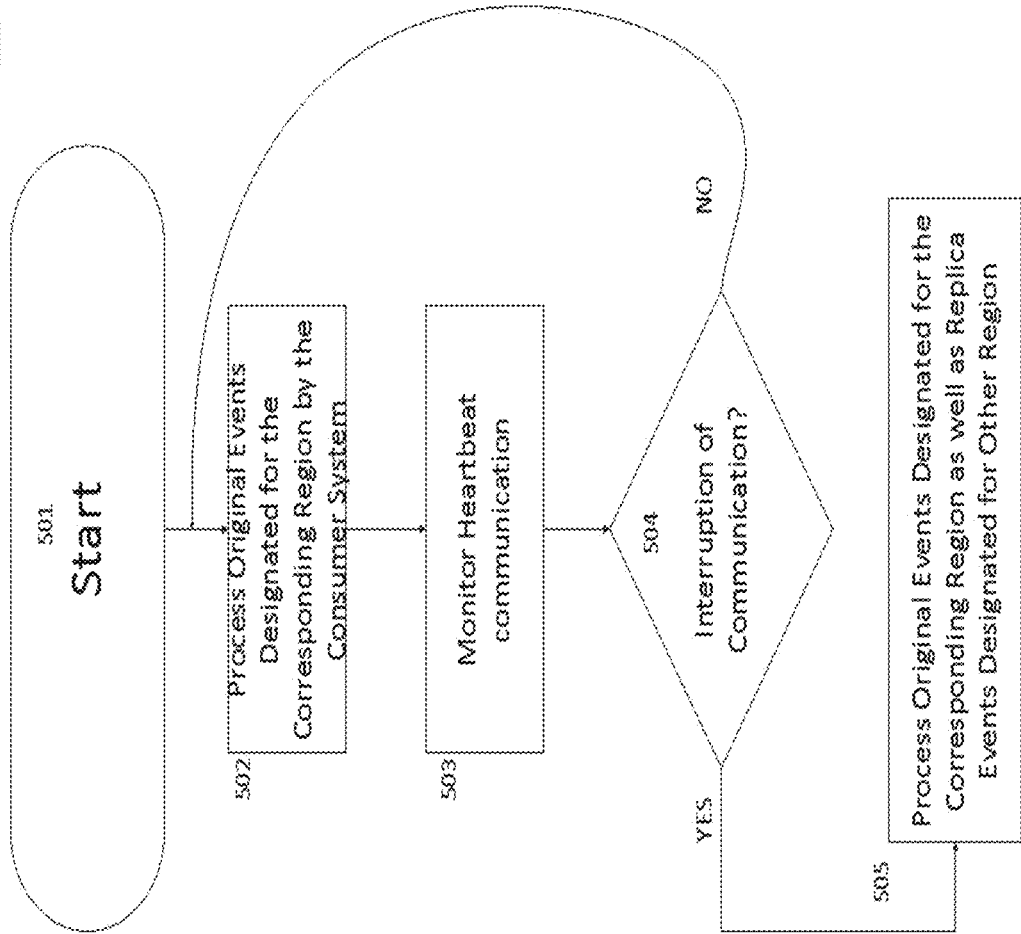 501
Start
502
Process Original Events
Designated for the
Corresponding Region by the
Consumer System
503
Monitor Heartbeat
communication
504
Interruption of
Communication?
YES
NO
505
Process Original Events Designated for the
Corresponding Region as well as Replica
Events Designated for Other Region